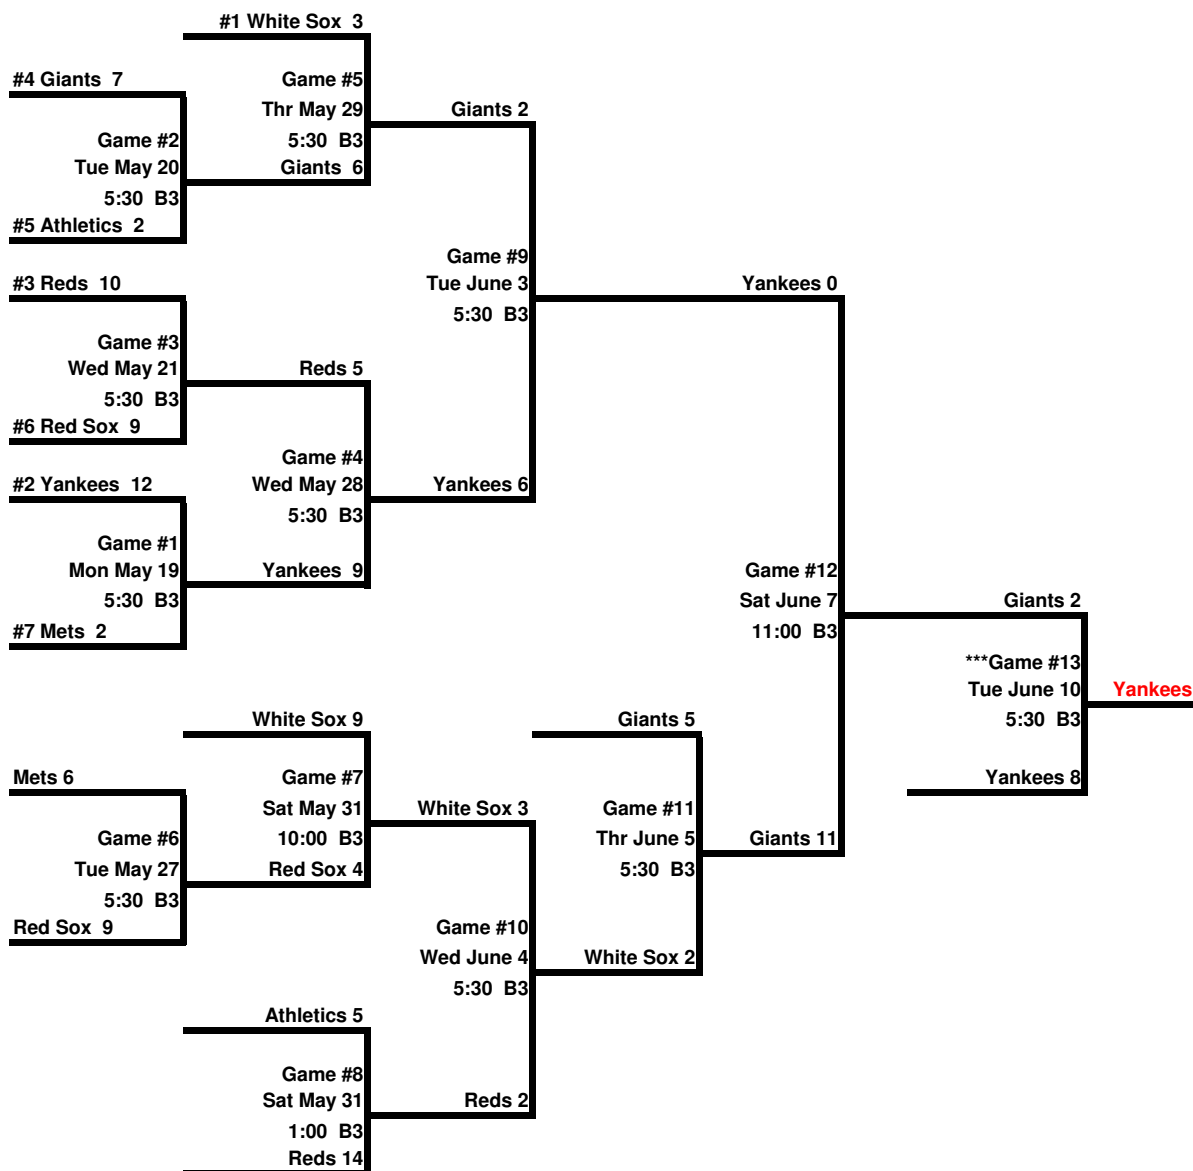 #1 White Sox  3
#4 Giants  7
Game #5
Thr May 29
5:30  B3
Giants 2
Game #2
Tue May 20
5:30  B3
Giants  6
#5 Athletics  2
#3 Reds  10
Game #9
Tue June 3
5:30  B3
Yankees 0
Game #3
Wed May 21
5:30  B3
Reds 5
#6 Red Sox  9
#2 Yankees  12
Game #4
Wed May 28
5:30  B3
Yankees 6
Game #1
Mon May 19
5:30  B3
Yankees  9
#7 Mets  2
Game #12
Sat June 7
11:00  B3
Giants 2
***Game #13
Tue June 10
5:30  B3
Yankees
Yankees 8
White Sox 9
Giants 5
Mets 6
Game #7
Sat May 31
10:00  B3
White Sox 3
Game #11
Thr June 5
5:30  B3
Giants 11
Game #6
Tue May 27
5:30  B3
Red Sox 4
Red Sox  9
Game #10
Wed June 4
5:30  B3
White Sox 2
Athletics 5
Game #8
Sat May 31
1:00  B3
Reds 2
Reds 14